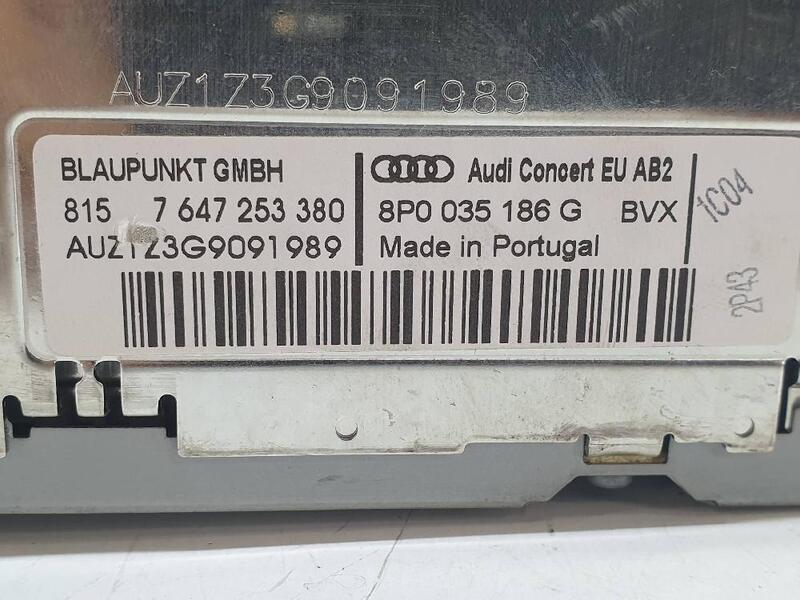 AUZ1Z3G9091989
BLAUPUNKT GMBH
815 7 647 253 380
AUZ1Z3G9091989
Audi Concert EU AB2
8P0 035 186 G BVX
Made in Portugal
1C04
2P43